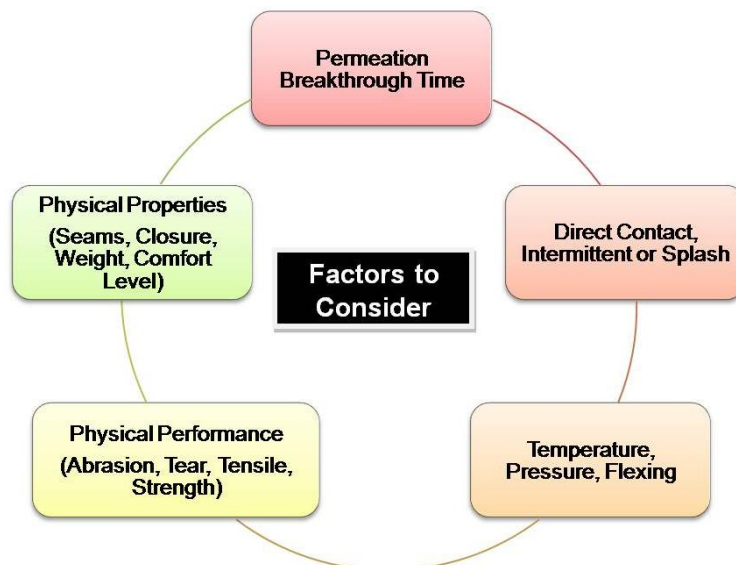 Permeation
Breakthrough Time
Direct Contact,
Intermittent or Splash
Temperature,
Pressure, Flexing
Physical Performance
(Abrasion, Tear, Tensile,
Strength)
Physical Properties
(Seams, Closure,
Weight, Comfort
Level)
Factors to
Consider